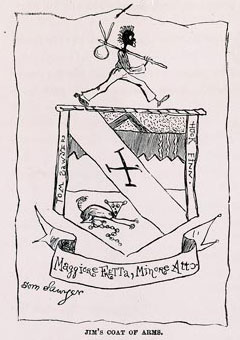 TOM SAWYER
HUCK FINN.
Maggiore Fretta, Minore Atto
Tom Sawyer
JIM'S COAT OF ARMS.